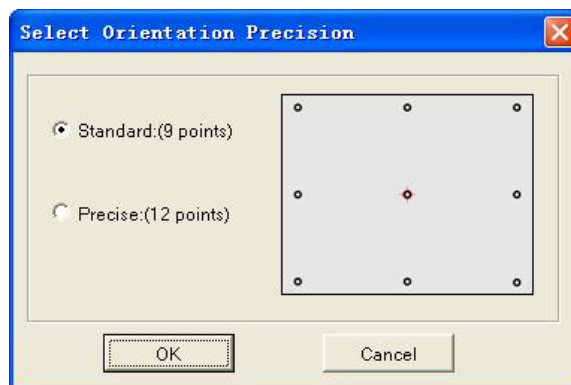 Select Orientation Precision
Standard:(9 points)
Precise:(12 points)
OK
Cancel